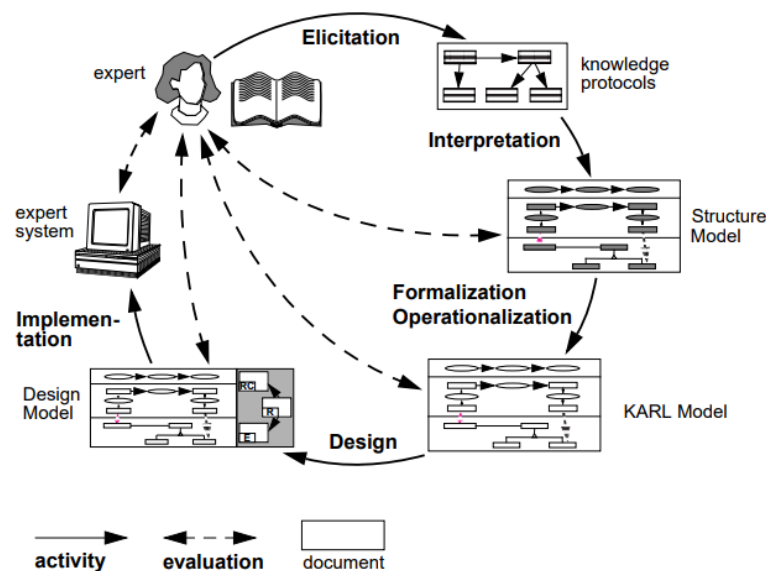 Elicitation
expert
knowledge
protocols
Interpretation
expert
system
Structure
Model
Formalization
Operationalization
Implemen-
tation
Design
Model
RC
R
E
KARL Model
Design
activity
evaluation
document